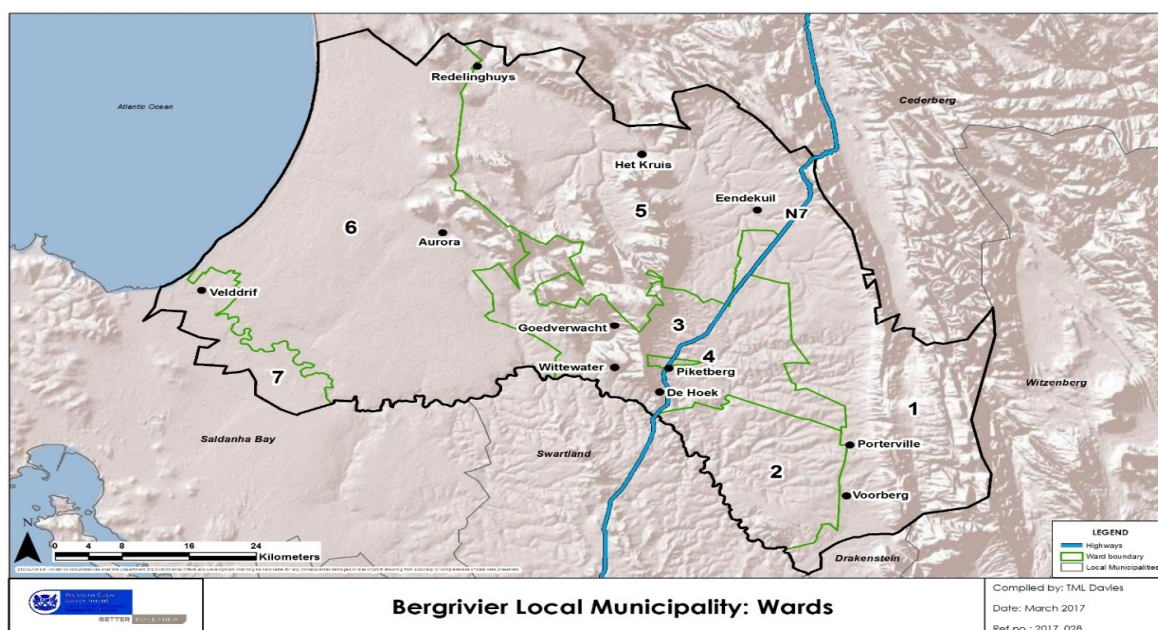 Atlantic Ocean
Redelinghuys
Cederberg
Het Kruis
Eendekuil
5
N7
6
Aurora
Velddrif
Goedverwacht
3
4
Wittewater
Piketberg
De Hoek
7
1
Witzenberg
Saldanha Bay
Swartland
Porterville
2
Voorberg
Drakenstein
N
0 4 8 16 24
Kilometers
LEGEND
Highways
Ward boundary
Local Municipalities
Western Cape
Government
BETTER TOGETHER.
Bergrivier Local Municipality: Wards
Compiled by: TML Davies
Date: March 2017
Ref no.: 2017_028